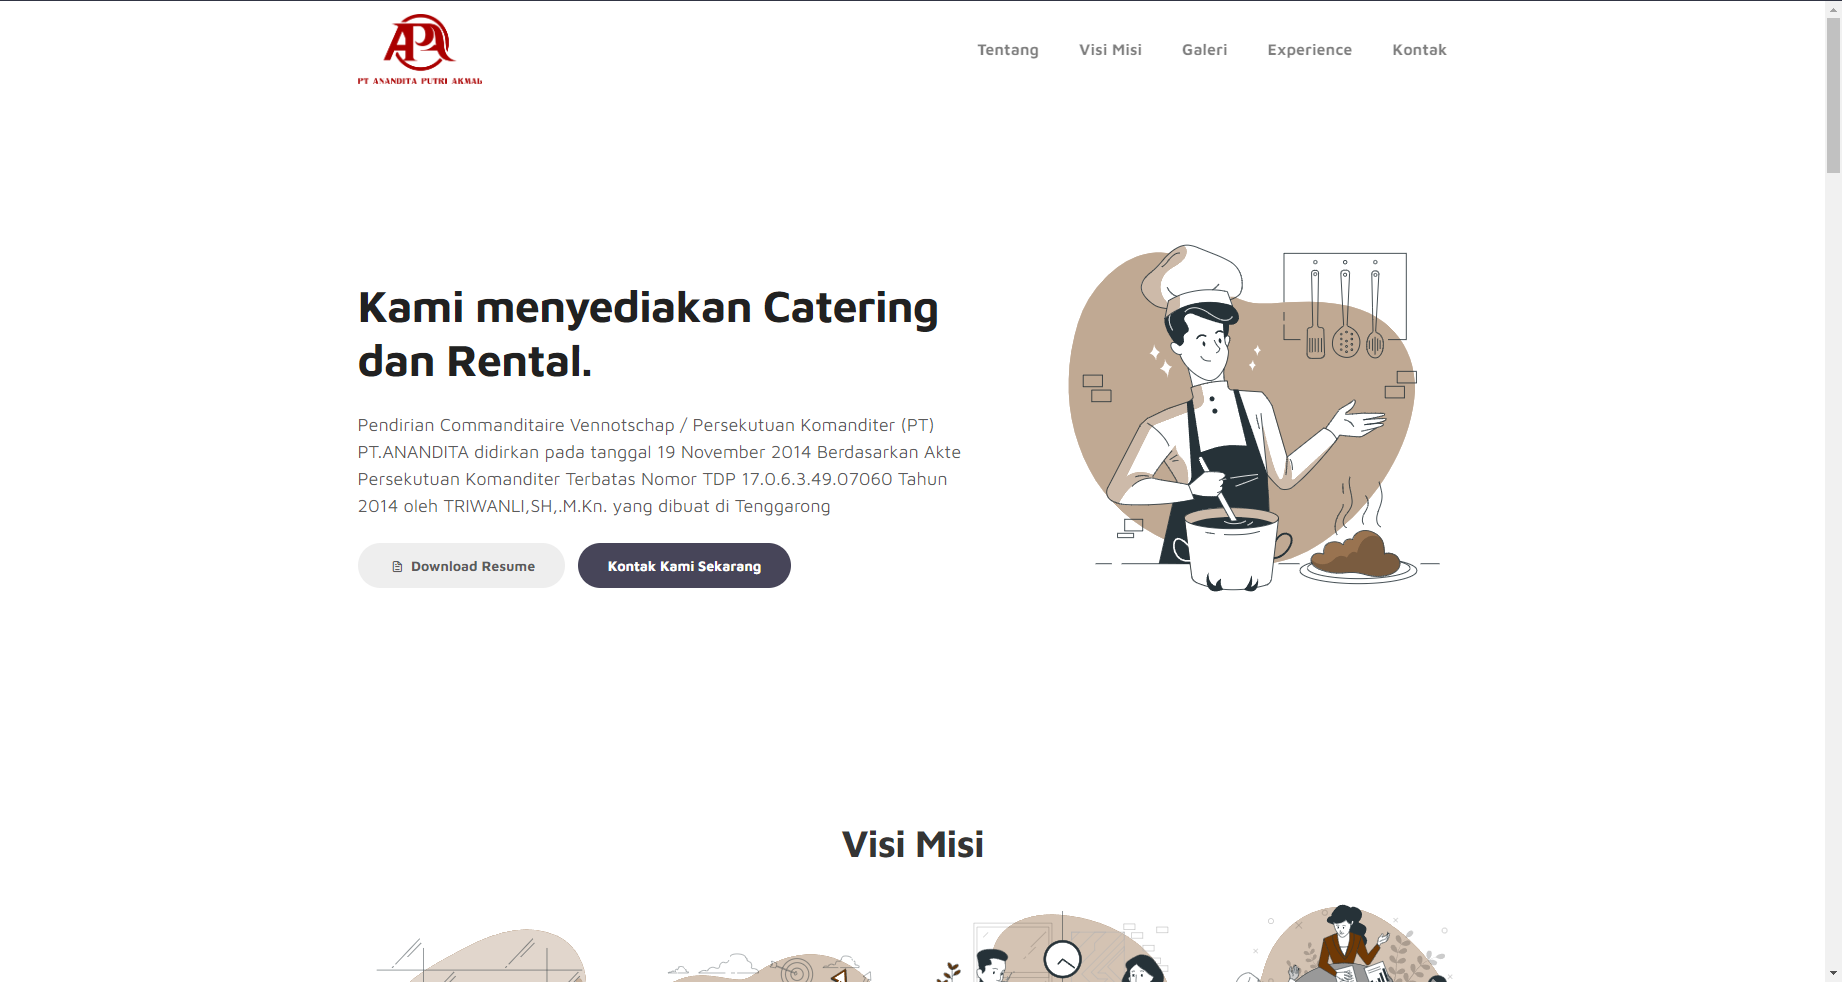 APA
PT ANANDITA PUTRI AKMAL
Tentang
Visi Misi
Galeri
Experience
Kontak
Kami menyediakan Catering
dan Rental.
Pendirian Commanditaire Vennotschap / Persekutuan Komanditer (PT)
PT.ANANDITA didirkan pada tanggal 19 November 2014 Berdasarkan Akte
Persekutuan Komanditer Terbatas Nomor TDP 17.0.6.3.49.07060 Tahun
2014 oleh TRIWANLI,SH,.M.Kn. yang dibuat di Tenggarong
Download Resume
Kontak Kami Sekarang
Visi Misi